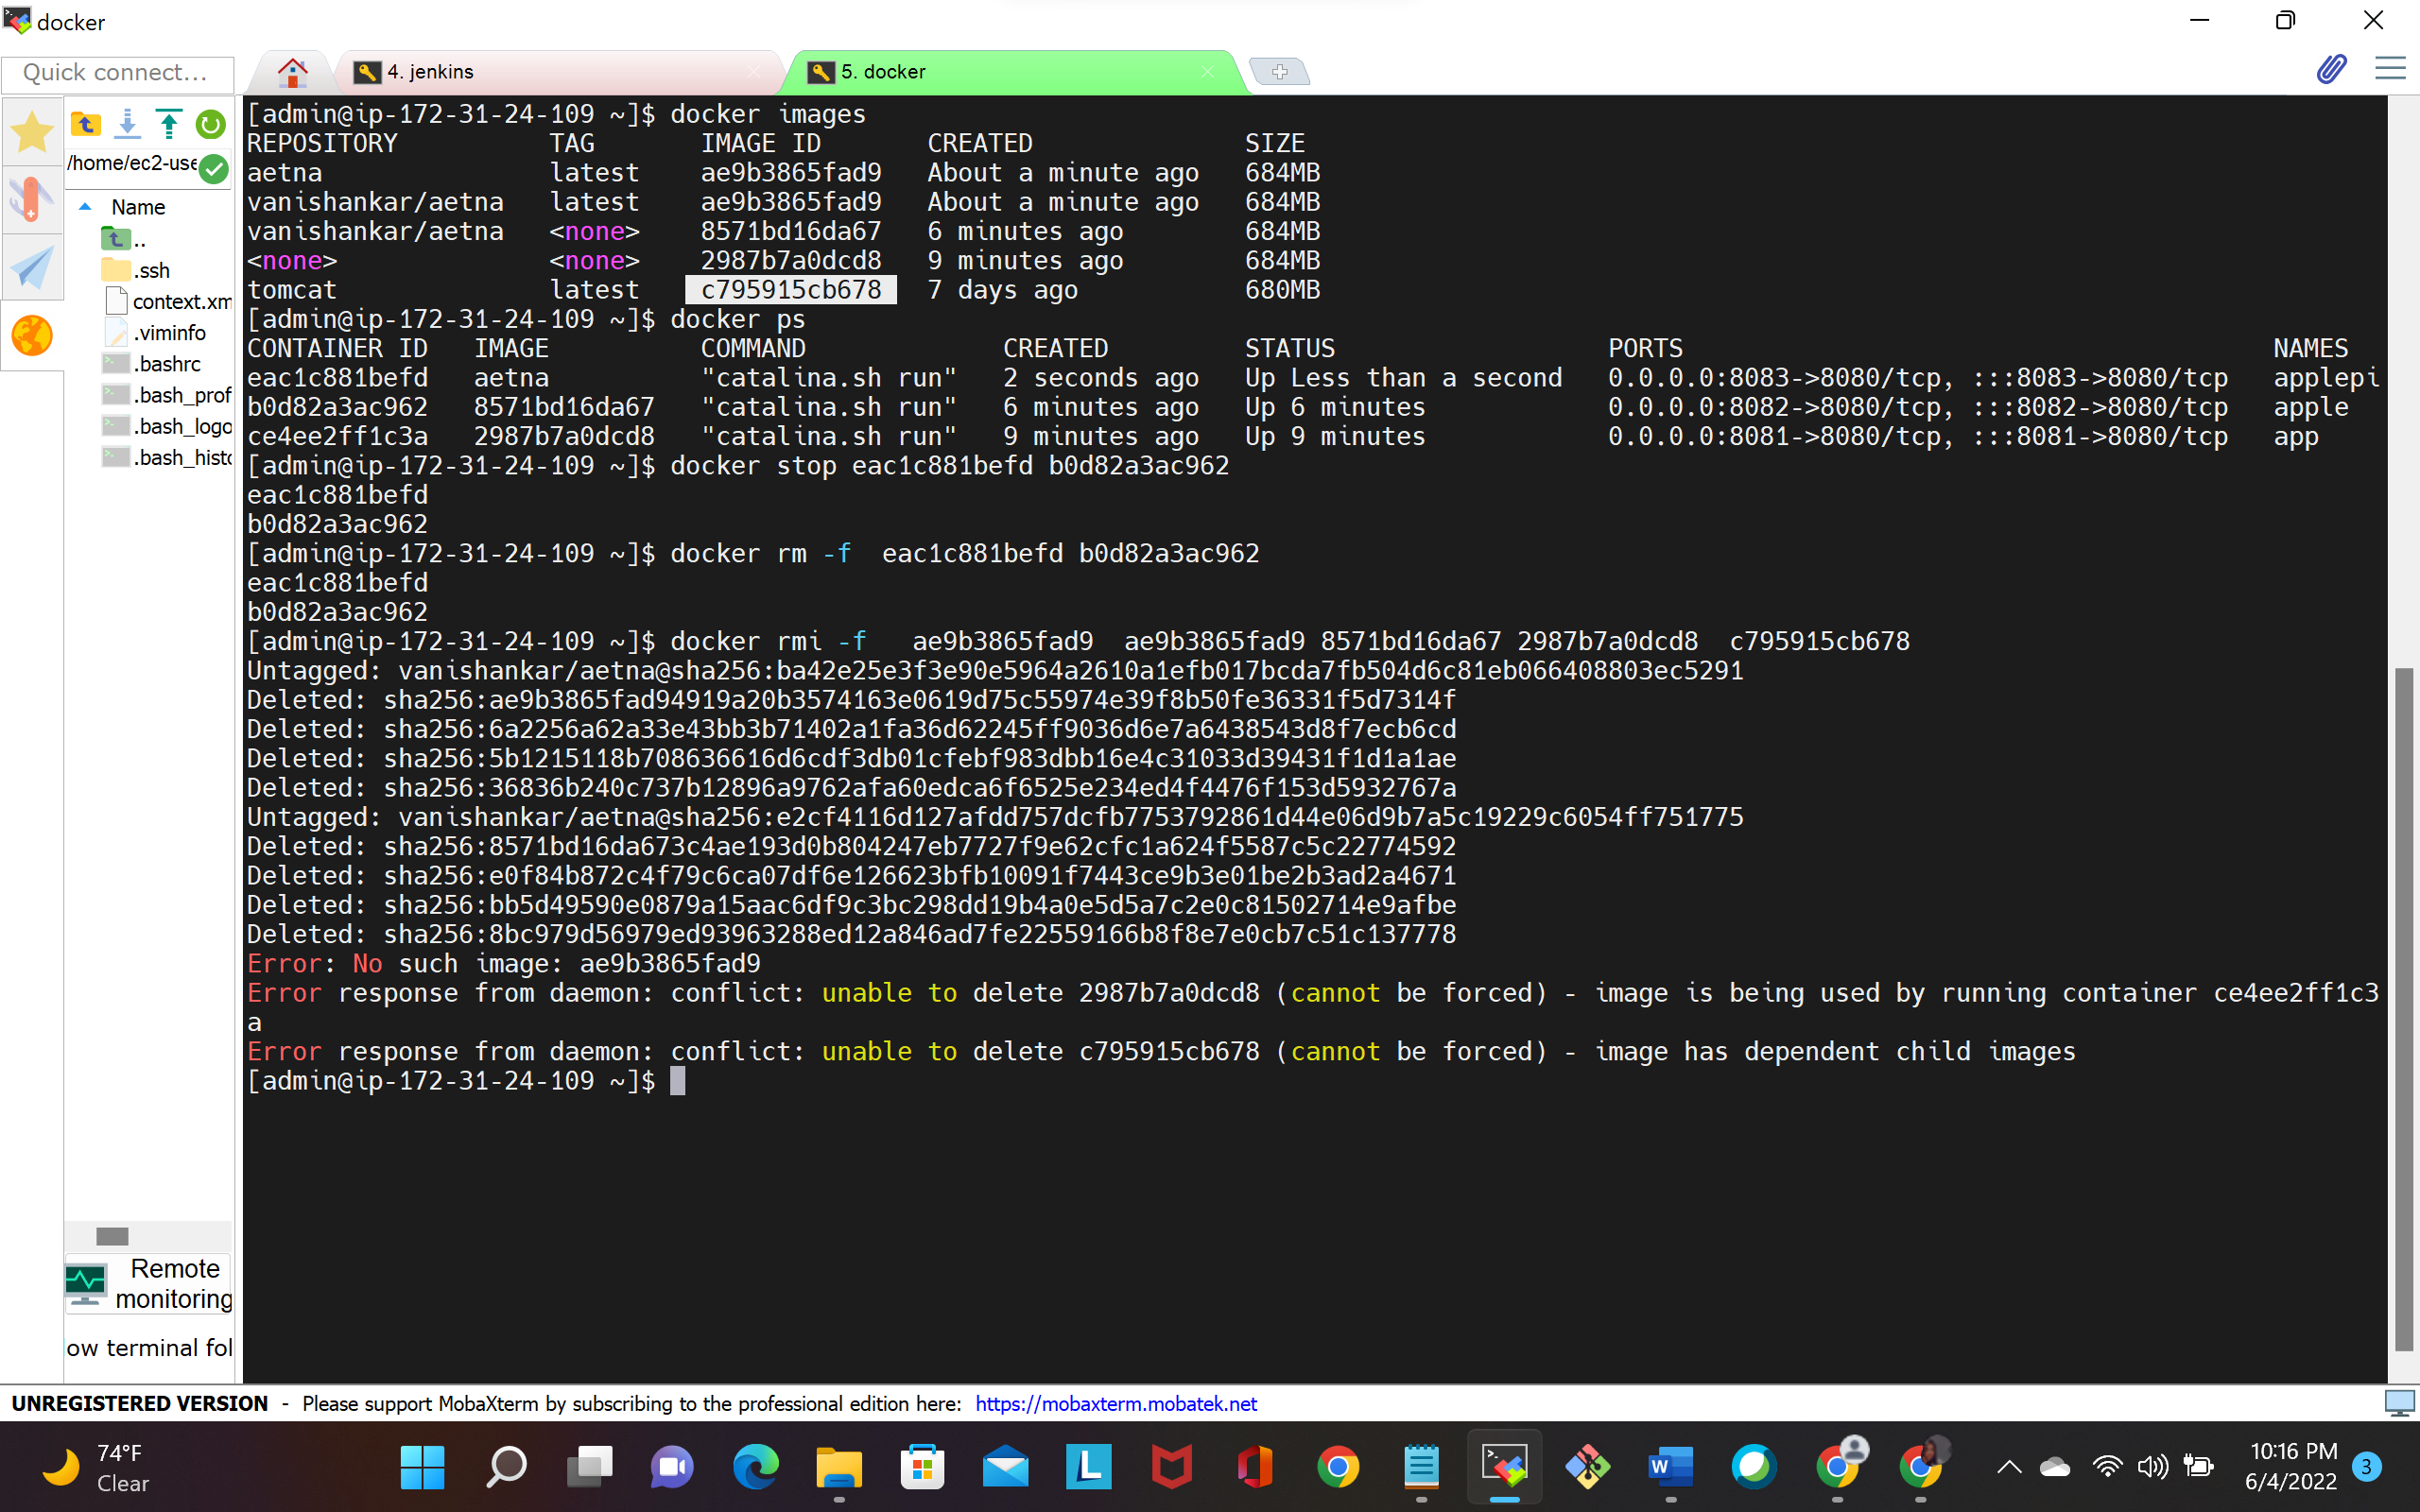 docker
Quick connect...
4. jenkins
5. docker
/home/ec2-use
Name
..
.ssh
context.xm
.viminfo
.bashrc
.bash_prof
.bash_logo
.bash_histo
[admin@ip-172-31-24-109 ~]$ docker images
REPOSITORY TAG IMAGE ID CREATED SIZE
aetna latest ae9b3865fad9 About a minute ago 684MB
vanishankar/aetna latest ae9b3865fad9 About a minute ago 684MB
vanishankar/aetna <none> 8571bd16da67 6 minutes ago 684MB
<none> <none> 2987b7a0dcd8 9 minutes ago 684MB
tomcat latest c795915cb678 7 days ago 680MB
[admin@ip-172-31-24-109 ~]$ docker ps
CONTAINER ID IMAGE COMMAND CREATED STATUS PORTS NAMES
eac1c881befd aetna "catalina.sh run" 2 seconds ago Up Less than a second 0.0.0.0:8083->8080/tcp, :::8083->8080/tcp applepi
b0d82a3ac962 8571bd16da67 "catalina.sh run" 6 minutes ago Up 6 minutes 0.0.0.0:8082->8080/tcp, :::8082->8080/tcp apple
ce4ee2ff1c3a 2987b7a0dcd8 "catalina.sh run" 9 minutes ago Up 9 minutes 0.0.0.0:8081->8080/tcp, :::8081->8080/tcp app
[admin@ip-172-31-24-109 ~]$ docker stop eac1c881befd b0d82a3ac962
eac1c881befd
b0d82a3ac962
[admin@ip-172-31-24-109 ~]$ docker rm -f eac1c881befd b0d82a3ac962
eac1c881befd
b0d82a3ac962
[admin@ip-172-31-24-109 ~]$ docker rmi -f ae9b3865fad9 ae9b3865fad9 8571bd16da67 2987b7a0dcd8 c795915cb678
Untagged: vanishankar/aetna@sha256:ba42e25e3f3e90e5964a2610a1efb017bcda7fb504d6c81eb066408803ec5291
Deleted: sha256:ae9b3865fad94919a20b3574163e0619d75c55974e39f8b50fe36331f5d7314f
Deleted: sha256:6a2256a62a33e43bb3b71402a1fa36d62245ff9036d6e7a6438543d8f7ecb6cd
Deleted: sha256:5b1215118b708636616d6cdf3db01cfebf983dbb16e4c31033d39431f1d1a1ae
Deleted: sha256:36836b240c737b12896a9762afa60edca6f6525e234ed4f4476f153d5932767a
Untagged: vanishankar/aetna@sha256:e2cf4116d127afdd757dcfb7753792861d44e06d9b7a5c19229c6054ff751775
Deleted: sha256:8571bd16da673c4ae193d0b804247eb7727f9e62cfc1a624f5587c5c22774592
Deleted: sha256:e0f84b872c4f79c6ca07df6e126623bfb10091f7443ce9b3e01be2b3ad2a4671
Deleted: sha256:bb5d49590e0879a15aac6df9c3bc298dd19b4a0e5d5a7c2e0c81502714e9afbe
Deleted: sha256:8bc979d56979ed93963288ed12a846ad7fe22559166b8f8e7e0cb7c51c137778
Error: No such image: ae9b3865fad9
Error response from daemon: conflict: unable to delete 2987b7a0dcd8 (cannot be forced) - image is being used by running container ce4ee2ff1c3
a
Error response from daemon: conflict: unable to delete c795915cb678 (cannot be forced) - image has dependent child images
[admin@ip-172-31-24-109 ~]$
Remote
monitoring
ow terminal fol
UNREGISTERED VERSION - Please support MobaXterm by subscribing to the professional edition here: https://mobaxterm.mobatek.net
74°F
Clear
10:16 PM
6/4/2022
3